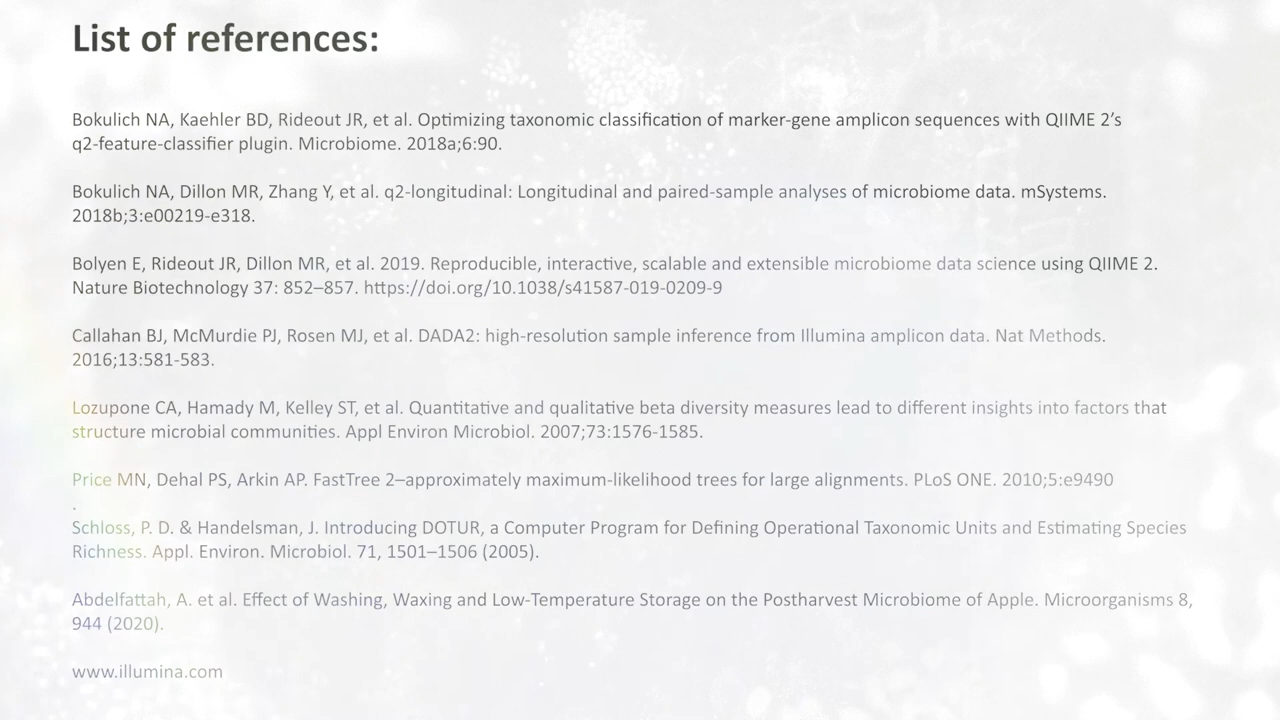 List of references:
Bokulich NA, Kaehler BD, Rideout JR, et al. Optimizing taxonomic classification of marker-gene amplicon sequences with QIIME 2’s
q2-feature-classifier plugin. Microbiome. 2018a;6:90.
Bokulich NA, Dillon MR, Zhang Y, et al. q2-longitudinal: Longitudinal and paired-sample analyses of microbiome data. mSystems.
2018b;3:e00219-e318.
Bolyen E, Rideout JR, Dillon MR, et al. 2019. Reproducible, interactive, scalable and extensible microbiome data science using QIIME 2.
Nature Biotechnology 37: 852–857. https://doi.org/10.1038/s41587-019-0209-9
Callahan BJ, McMurdie PJ, Rosen MJ, et al. DADA2: high-resolution sample inference from Illumina amplicon data. Nat Methods.
2016;13:581-583.
Lozupone CA, Hamady M, Kelley ST, et al. Quantitative and qualitative beta diversity measures lead to different insights into factors that
structure microbial communities. Appl Environ Microbiol. 2007;73:1576-1585.
Price MN, Dehal PS, Arkin AP. FastTree 2–approximately maximum-likelihood trees for large alignments. PLoS ONE. 2010;5:e9490
.
Schloss, P. D. & Handelsman, J. Introducing DOTUR, a Computer Program for Defining Operational Taxonomic Units and Estimating Species
Richness. Appl. Environ. Microbiol. 71, 1501–1506 (2005).
Abdelfattah, A. et al. Effect of Washing, Waxing and Low-Temperature Storage on the Postharvest Microbiome of Apple. Microorganisms 8,
944 (2020).
www.illumina.com